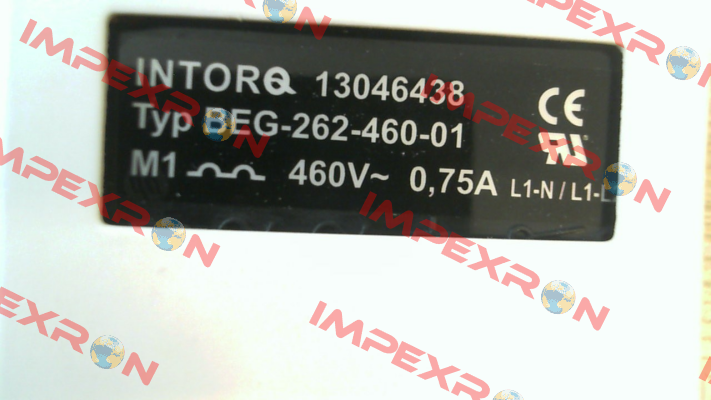 INTORQ 13046438
Typ BEG-262-460-01
M1 460V~ 0,75A L1-N / L1-L
CE
IMPEXRON
IMPEXRON
IMPEXRON
IMPEXRON
IMPEXRON
IMPEXRON
IMPEXRON